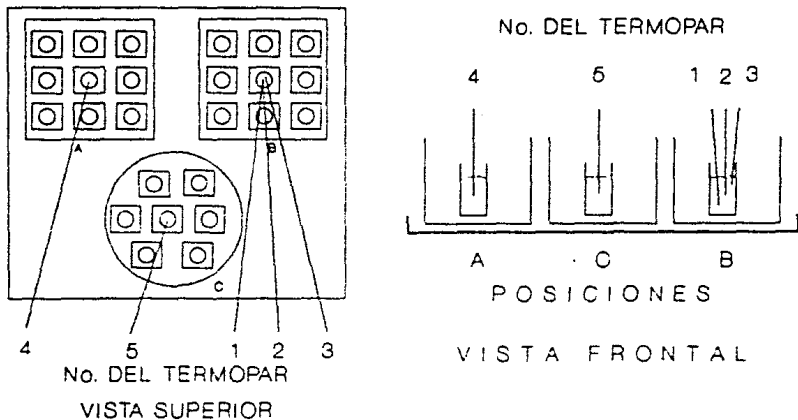 A
B
C
4 5 1 2 3
No. DEL TERMOPAR
VISTA SUPERIOR
No. DEL TERMOPAR
4 5 1 2 3
A C B
POSICIONES
VISTA FRONTAL